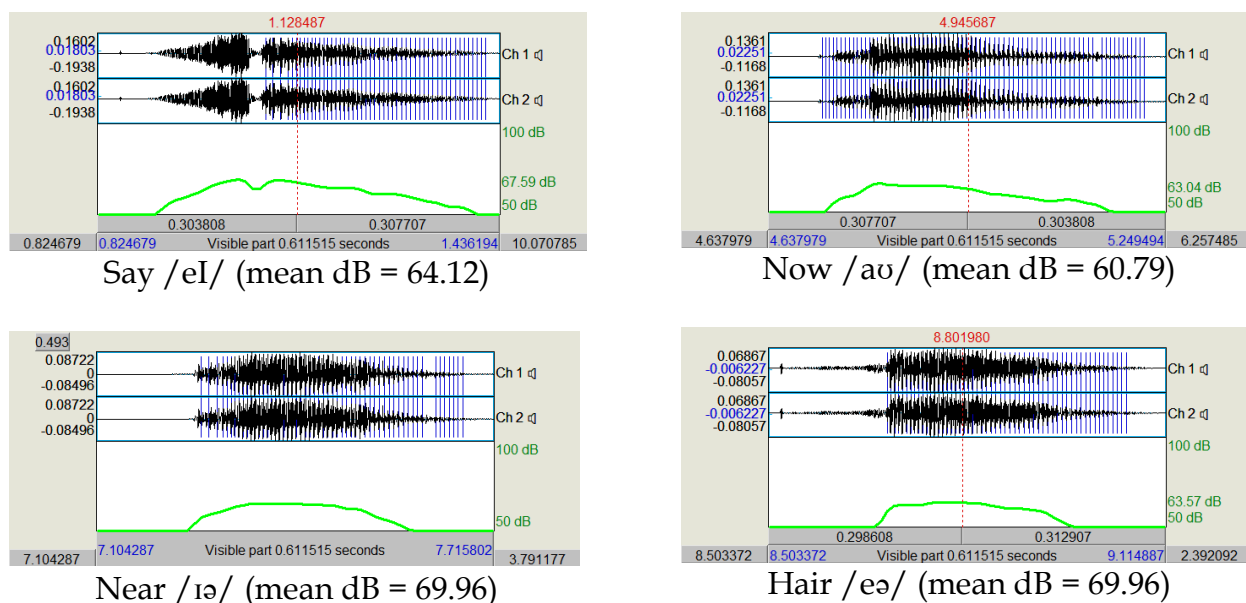 1.128487
0.1602
0.01803
-0.1938
Ch 1
0.1602
0.01803
-0.1938
Ch 2
100 dB
67.59 dB
50 dB
0.303808 0.307707
0.824679 0.824679 Visible part 0.611515 seconds 1.436194 10.070785
Say /eI/ (mean dB = 64.12)
4.945687
0.1361
0.02251
-0.1168
Ch 1
0.1361
0.02251
-0.1168
Ch 2
100 dB
63.04 dB
50 dB
0.307707 0.303808
4.637979 4.637979 Visible part 0.611515 seconds 5.249494 6.257485
Now /aʊ/ (mean dB = 60.79)
0.493
0.08722
0
-0.08496
Ch 1
0.08722
0
-0.08496
Ch 2
100 dB
50 dB
7.104287 7.104287 Visible part 0.611515 seconds 7.715802 3.791177
Near /ɪə/ (mean dB = 69.96)
8.801980
0.06867
-0.006227
-0.08057
Ch 1
0.06867
-0.006227
-0.08057
Ch 2
100 dB
63.57 dB
50 dB
0.298608 0.312907
8.503372 8.503372 Visible part 0.611515 seconds 9.114887 2.392092
Hair /eə/ (mean dB = 69.96)